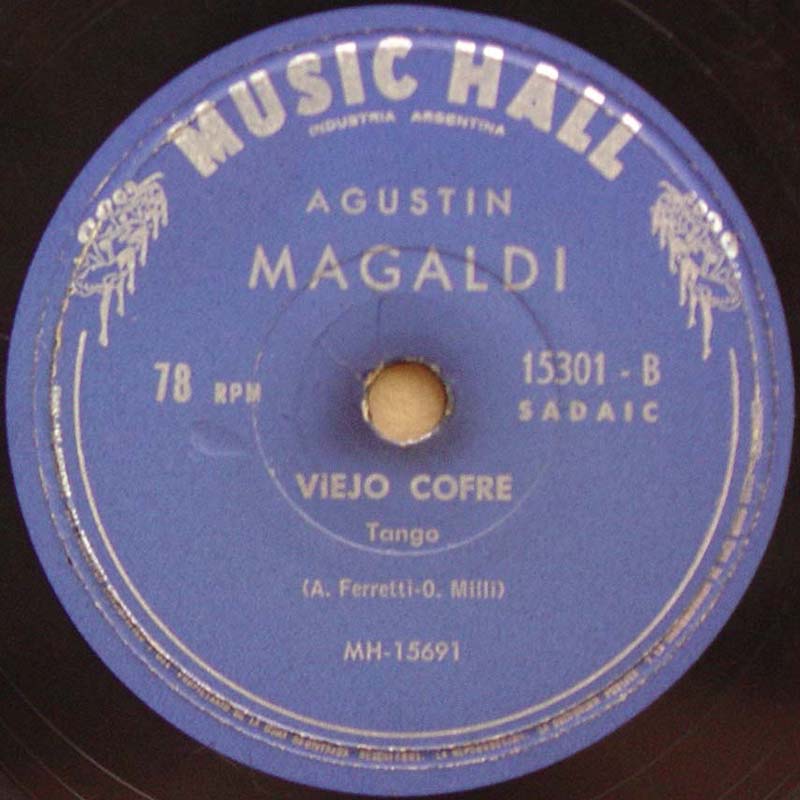 MUSIC HALL
INDUSTRIA ARGENTINA
AGUSTIN
MAGALDI
78 RPM
15301 - B
SADAIC
ViEJO COFRE
Tango
(A. Ferretti-O. Milli)
MH-15691